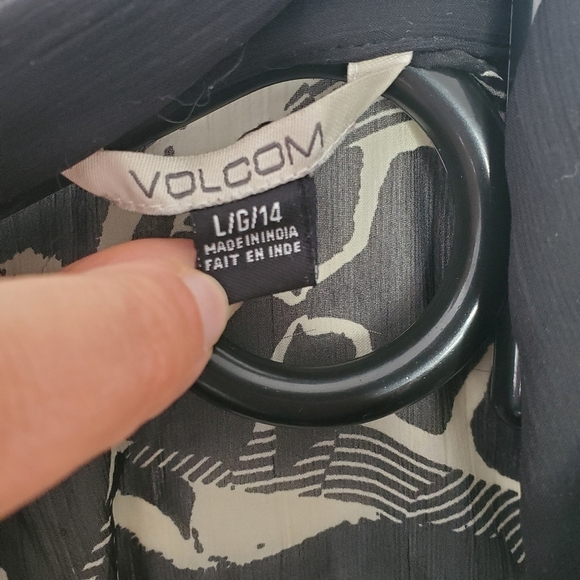 VOLCOM
L/G/14
MADE IN INDIA
FAIT EN INDE